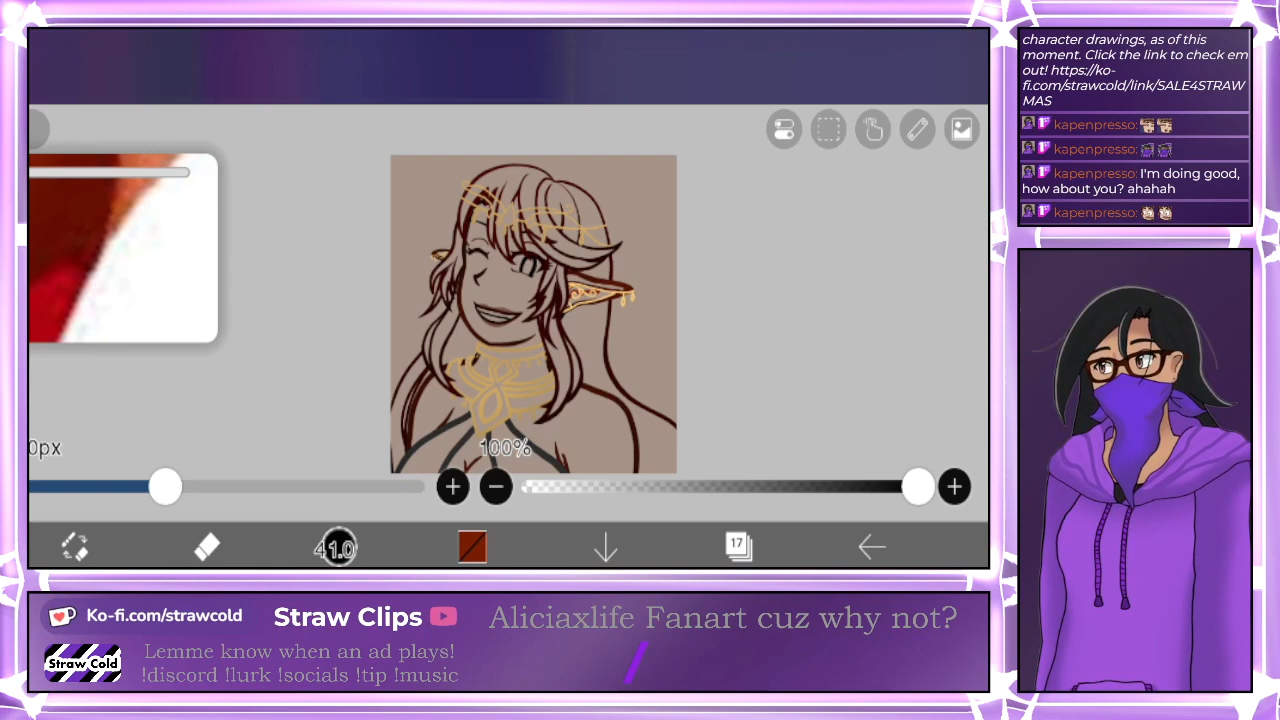 character drawings, as of this
moment. Click the link to check em
out! https://ko-
fi.com/strawcold/link/SALE4STRAW
MAS
kapenpresso:
kapenpresso:
kapenpresso: I'm doing good,
how about you? ahahah
kapenpresso:
0px
100%
41.0
17
Ko-fi.com/strawcold
Straw Clips
Aliciaxlife Fanart cuz why not?
Straw Cold
Lemme know when an ad plays!
!discord !lurk !socials !tip !music